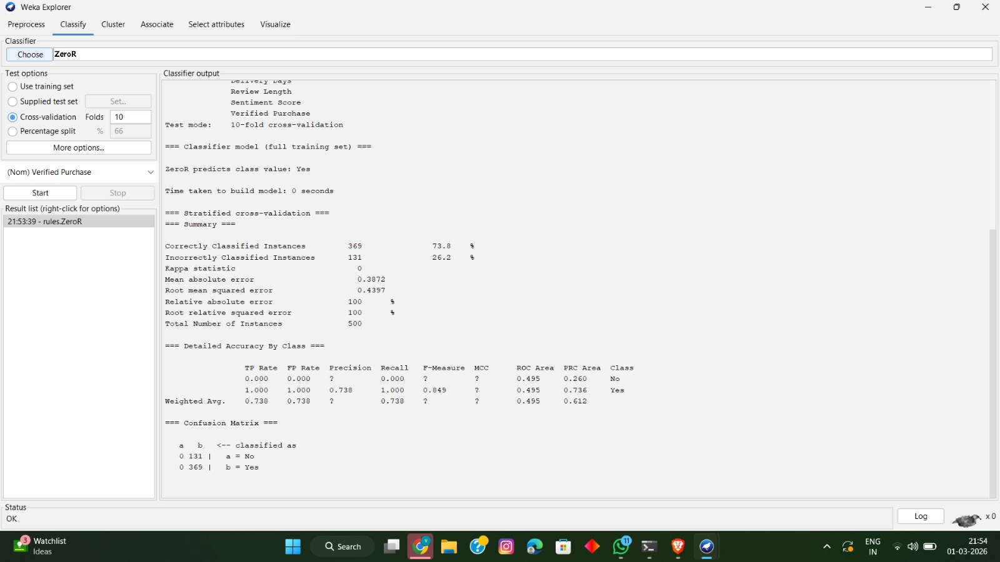 Weka Explorer
Preprocess Classify Cluster Associate Select attributes Visualize
Classifier
Choose ZeroR
Test options
Use training set
Supplied test set Set...
Cross-validation Folds 10
Percentage split % 66
More options...
(Nom) Verified Purchase
Start Stop
Result list (right-click for options)
21:53:39 - rules.ZeroR
Classifier output
Delivery Days
Review Length
Sentiment Score
Verified Purchase
Test mode: 10-fold cross-validation
=== Classifier model (full training set) ===
ZeroR predicts class value: Yes
Time taken to build model: 0 seconds
=== Stratified cross-validation ===
=== Summary ===
Correctly Classified Instances 369 73.8 %
Incorrectly Classified Instances 131 26.2 %
Kappa statistic 0
Mean absolute error 0.3872
Root mean squared error 0.4397
Relative absolute error 100 %
Root relative squared error 100 %
Total Number of Instances 500
=== Detailed Accuracy By Class ===
TP Rate FP Rate Precision Recall F-Measure MCC ROC Area PRC Area Class
0.000 0.000 ? 0.000 ? ? 0.495 0.260 No
1.000 1.000 0.738 1.000 0.849 ? 0.495 0.736 Yes
Weighted Avg. 0.738 0.738 ? 0.738 ? ? 0.495 0.612
=== Confusion Matrix ===
a b <-- classified as
0 131 | a = No
0 369 | b = Yes
Status
OK
Log x 0
3 Watchlist
Ideas
Search
V
11
ENG
IN
21:54
01-03-2026